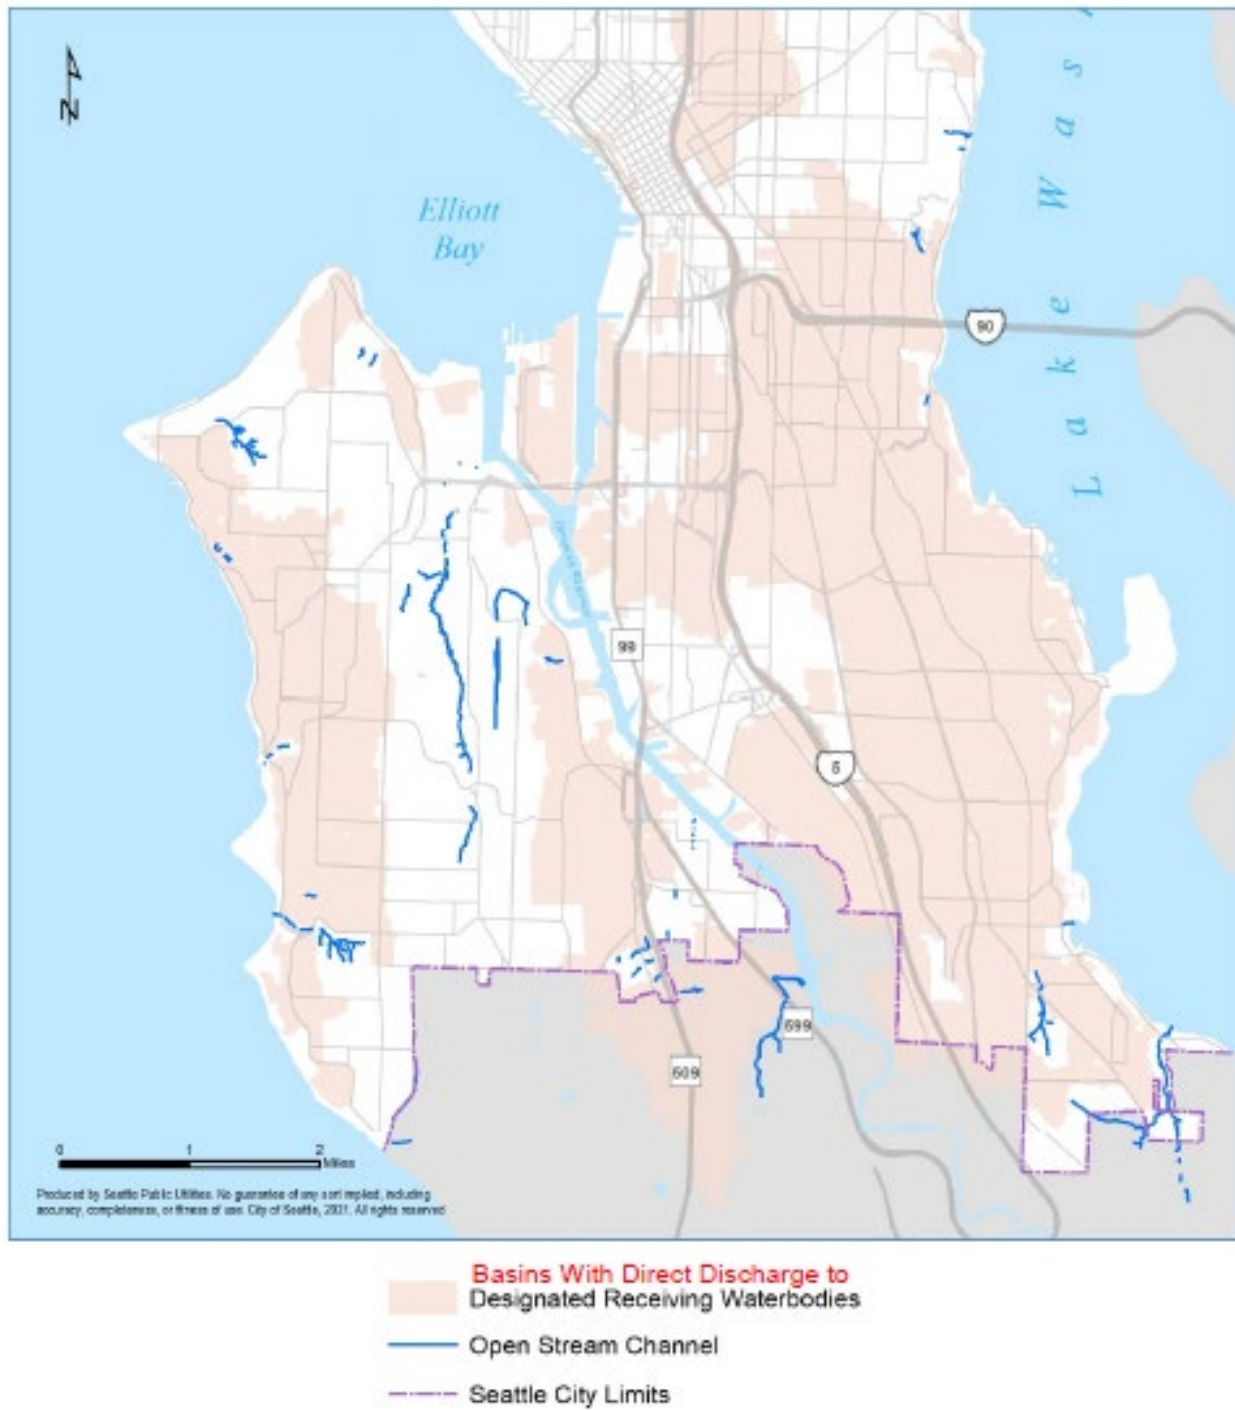 N
Elliott
Bay
Lake Was
90
99
5
599
509
0 1 2
Miles
Produced by Seattle Public Utilities. No guarantee of any sort implied, including
accuracy, completeness, or fitness of use. City of Seattle, 2021. All rights reserved
Basins With Direct Discharge to
Designated Receiving Waterbodies
Open Stream Channel
Seattle City Limits